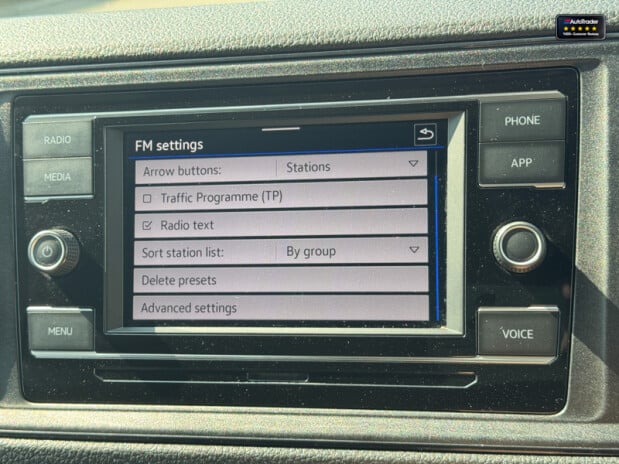 AutoTrader
RADIO
MEDIA
MENU
FM settings
Arrow buttons: Stations
Traffic Programme (TP)
Radio text
Sort station list: By group
Delete presets
Advanced settings
PHONE
APP
VOICE